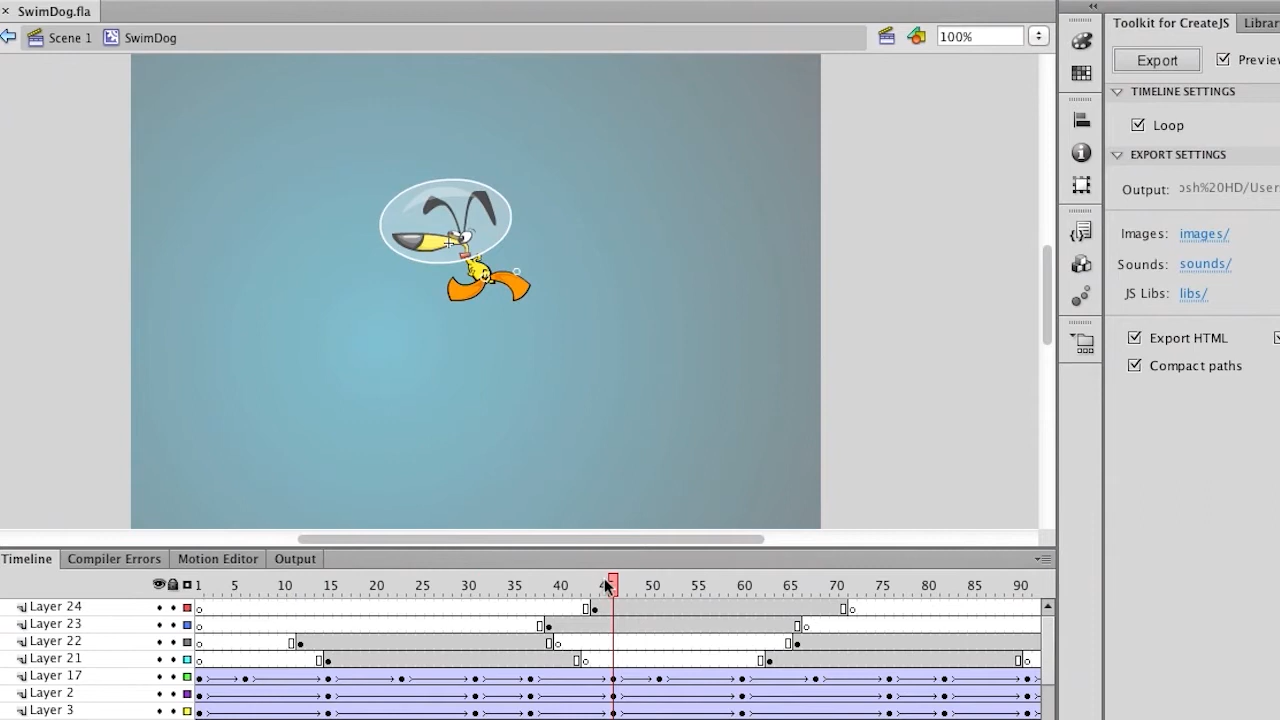 SwimDog.fla
Scene 1 SwimDog 100%
Toolkit for CreateJS
Export
TIMELINE SETTINGS
Loop
EXPORT SETTINGS
Output:
Images: images/
Sounds: sounds/
JS Libs: libs/
Export HTML
Compact paths
Timeline Compiler Errors Motion Editor Output
1 5 10 15 20 25 30 35 40 50 55 60 65 70 75 80 85 90
Layer 24
Layer 23
Layer 22
Layer 21
Layer 17
Layer 2
Layer 3